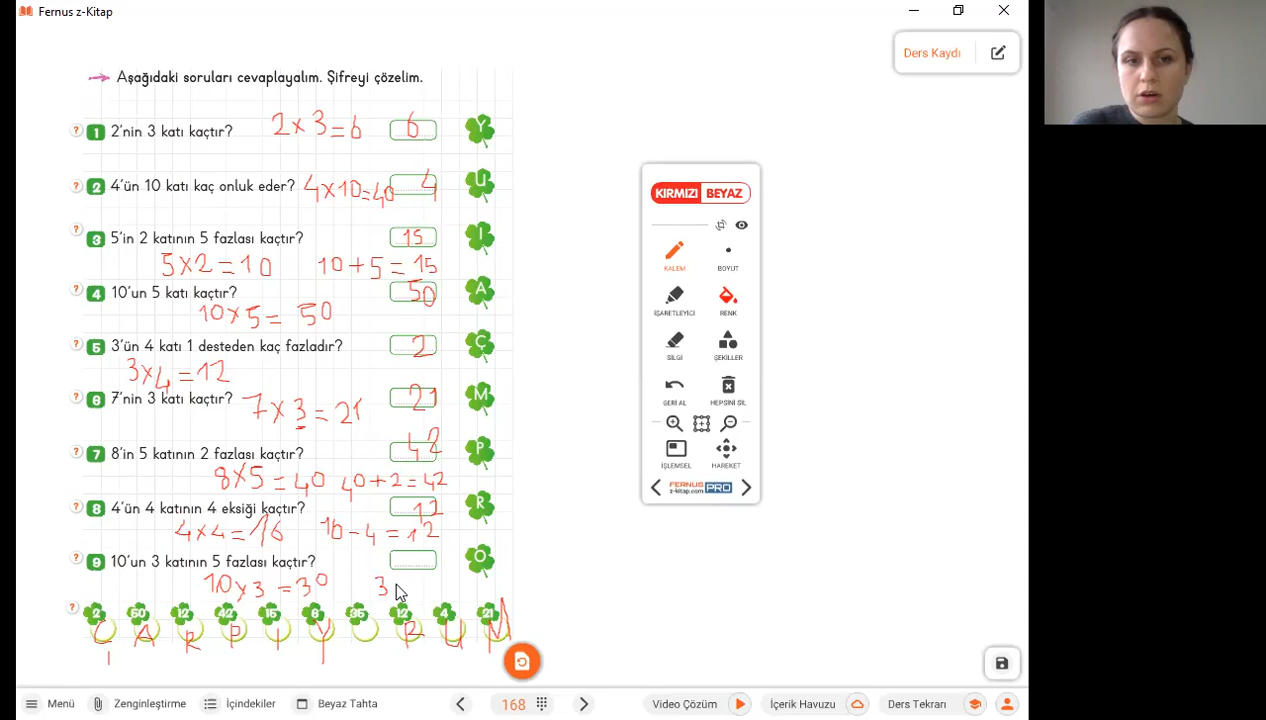 Fernus z-Kitap
Ders Kaydı
Aşağıdaki soruları cevaplayalım. Şifreyi çözelim.
? 1 2'nin 3 katı kaçtır? 2x3=6 6 Y
? 2 4'ün 10 katı kaç onluk eder? 4x10=40 4 U
? 3 5'in 2 katının 5 fazlası kaçtır? 15 I
5x2=10 10+5=15
? 4 10'un 5 katı kaçtır? 50 A
10x5= 50
? 5 3'ün 4 katı 1 desteden kaç fazladır? 2 Ç
3x4=12
? 6 7'nin 3 katı kaçtır? 7x3=21 21 M
? 7 8'in 5 katının 2 fazlası kaçtır? 42 P
8x5=40 40+2=42
? 8 4'ün 4 katının 4 eksiği kaçtır? 12 R
4x4=16 16-4=12
? 9 10'un 3 katının 5 fazlası kaçtır? O
10x3=30 3
? 2 50 12 42 15 6 35 12 4 21
Ç A R P I Y R U M
KIRMIZI BEYAZ
KALEM BOYUT
İŞARETLEYİCİ RENK
SİLGİ ŞEKİLLER
GERİ AL HEPSİNİ SİL
İŞLEMSEL HAREKET
FERNUS z-kitap.com PRO
Menü Zenginleştirme İçindekiler Beyaz Tahta 168 Video Çözüm İçerik Havuzu Ders Tekrarı